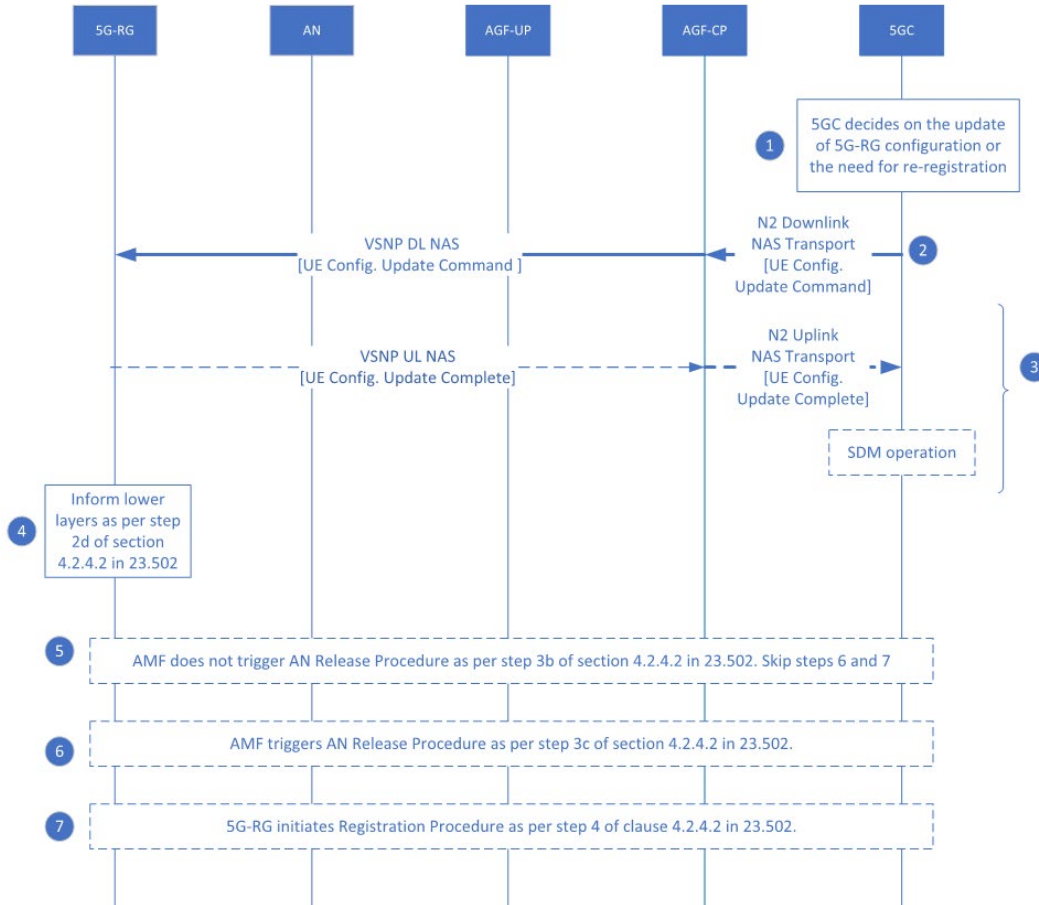 5G-RG
AN
AGF-UP
AGF-CP
5GC
1
5GC decides on the update
of 5G-RG configuration or
the need for re-registration
VSNP DL NAS
[UE Config. Update Command ]
N2 Downlink
NAS Transport
[UE Config.
Update Command]
2
VSNP UL NAS
[UE Config. Update Complete]
N2 Uplink
NAS Transport
[UE Config.
Update Complete]
3
SDM operation
4
Inform lower
layers as per step
2d of section
4.2.4.2 in 23.502
5
AMF does not trigger AN Release Procedure as per step 3b of section 4.2.4.2 in 23.502. Skip steps 6 and 7
6
AMF triggers AN Release Procedure as per step 3c of section 4.2.4.2 in 23.502.
7
5G-RG initiates Registration Procedure as per step 4 of clause 4.2.4.2 in 23.502.